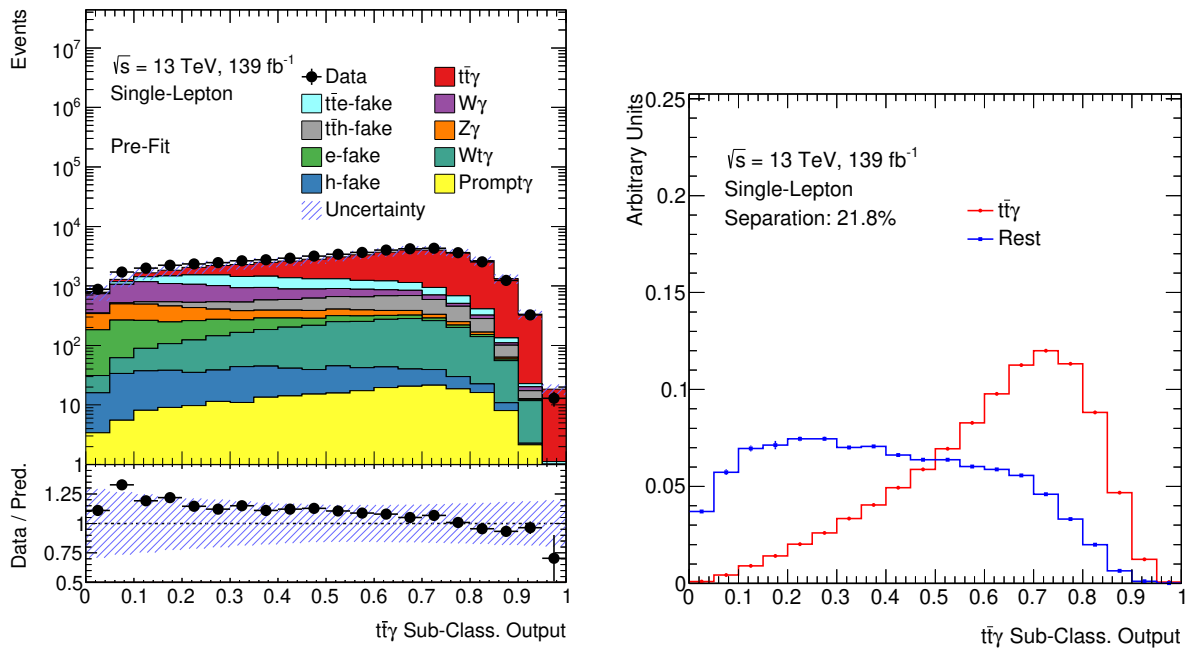 Events
10⁷
10⁶
10⁵
10⁴
10³
10²
10
1
√s = 13 TeV, 139 fb⁻¹
Single-Lepton
Pre-Fit
Data
tt̄e-fake
tt̄h-fake
e-fake
h-fake
Uncertainty
tt̄γ
Wγ
Zγ
Wtγ
Promptγ
Data / Pred.
1.25
1
0.75
0.5
0 0.1 0.2 0.3 0.4 0.5 0.6 0.7 0.8 0.9 1
tt̄γ Sub-Class. Output
Arbitrary Units
0.25
0.2
0.15
0.1
0.05
0
√s = 13 TeV, 139 fb⁻¹
Single-Lepton
Separation: 21.8%
tt̄γ
Rest
0 0.1 0.2 0.3 0.4 0.5 0.6 0.7 0.8 0.9 1
tt̄γ Sub-Class. Output